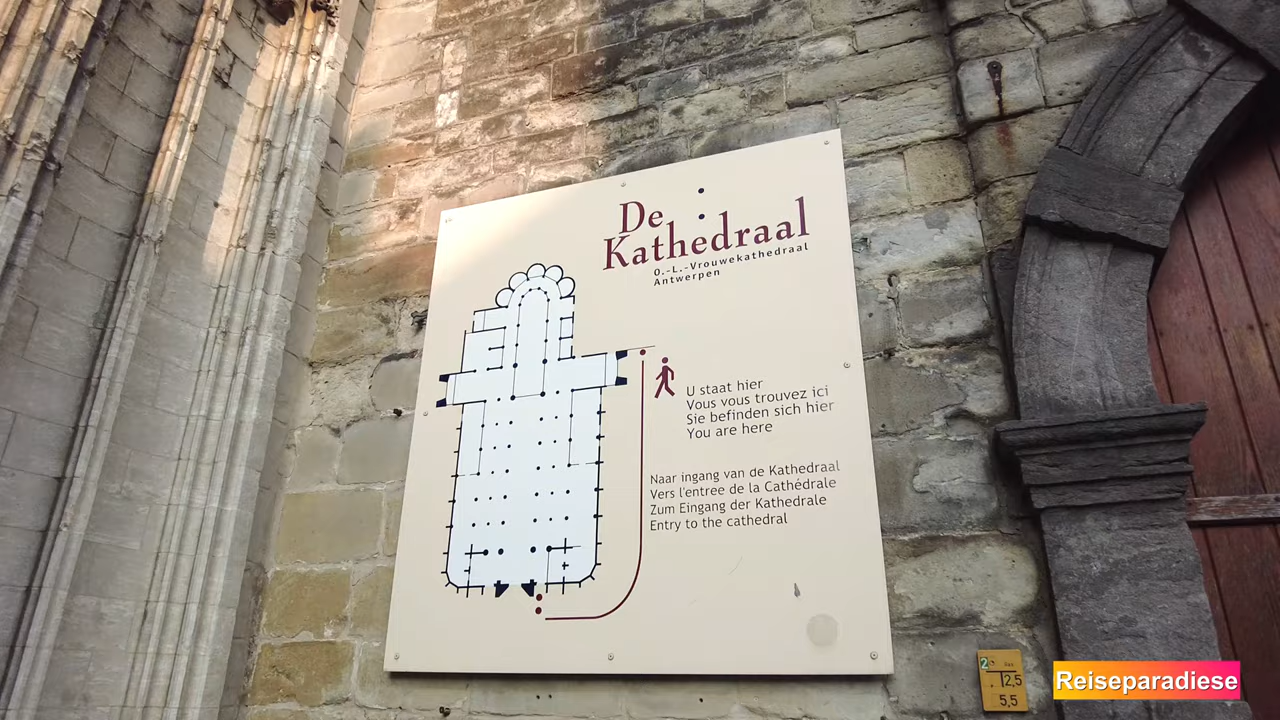 De
Kathedraal
O.-L.-Vrouwekathedraal
Antwerpen
U staat hier
Vous vous trouvez ici
Sie befinden sich hier
You are here
Naar ingang van de Kathedraal
Vers l'entree de la Cathédrale
Zum Eingang der Kathedrale
Entry to the cathedral
2
2,5
5,5
Reiseparadiese